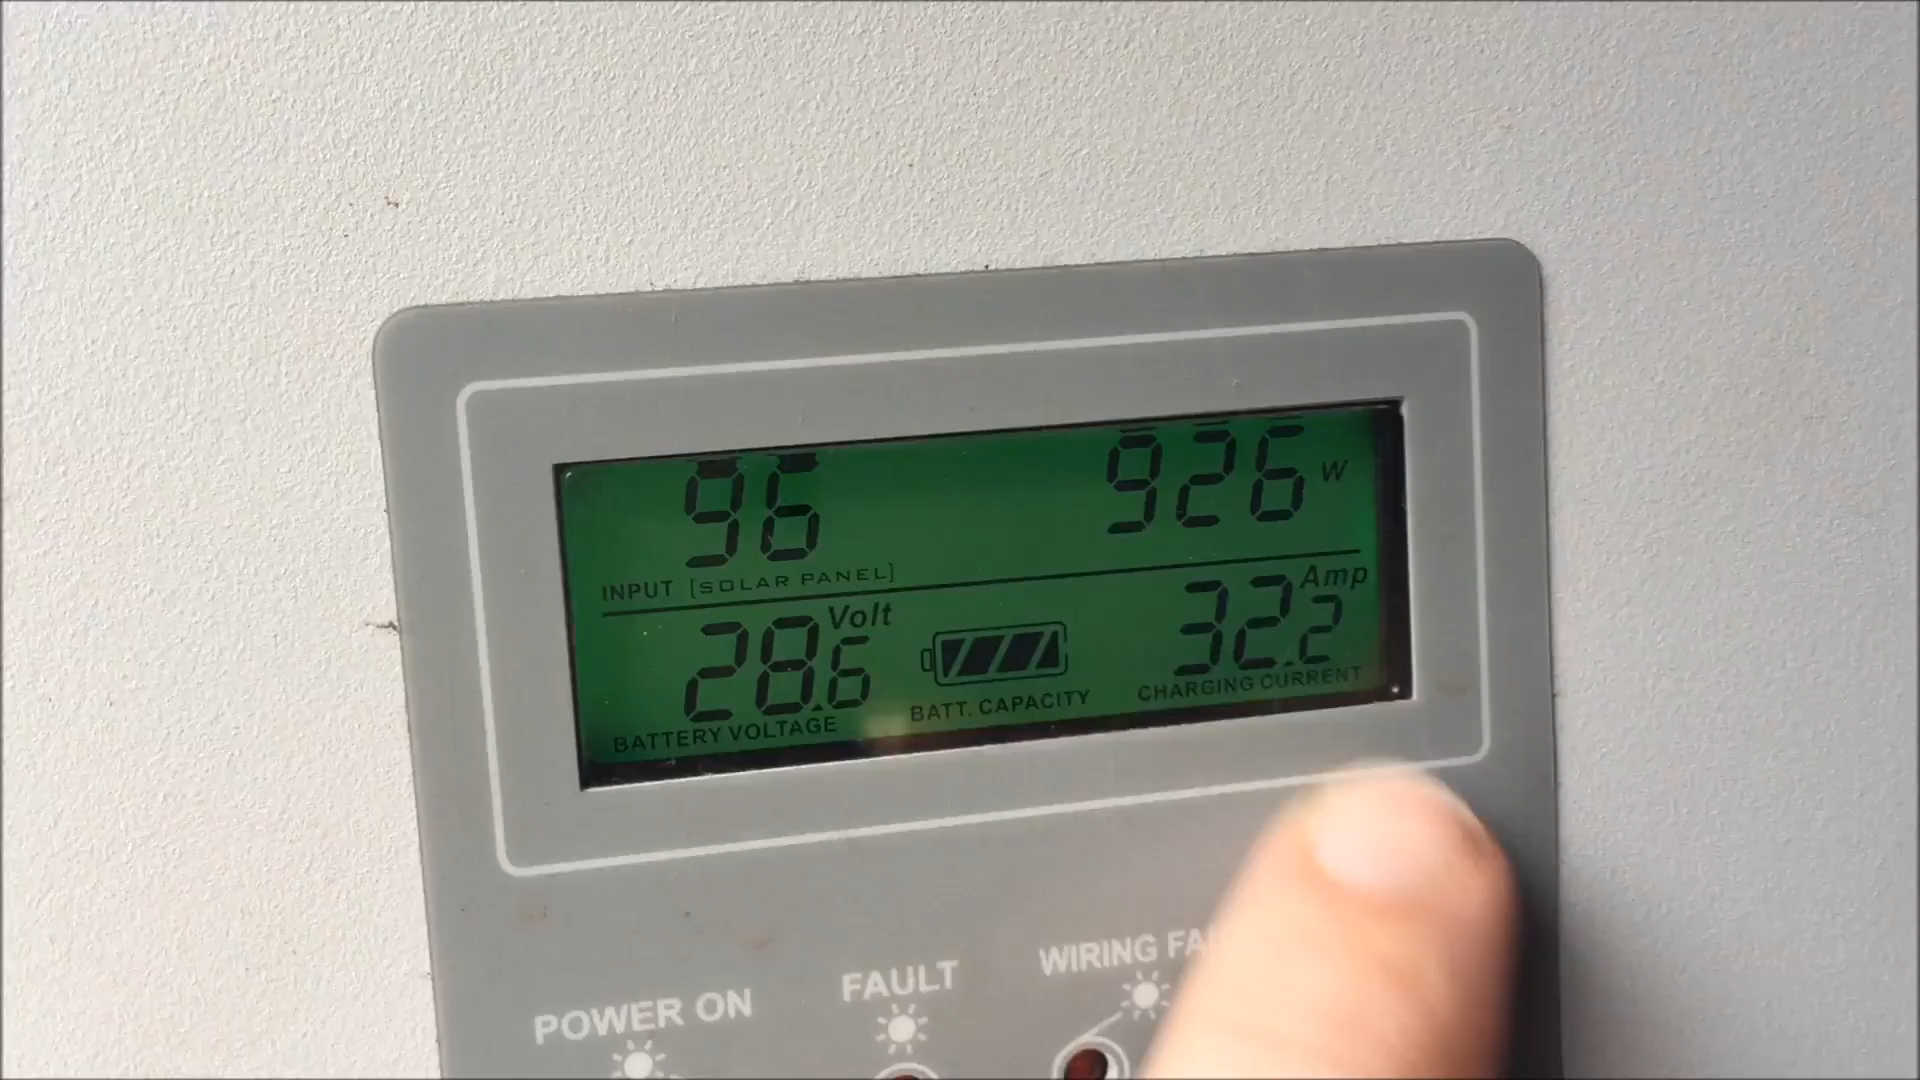 96 926 W
INPUT [SOLAR PANEL]
28.6 Volt 32.2 Amp
BATTERY VOLTAGE BATT. CAPACITY CHARGING CURRENT
POWER ON FAULT WIRING